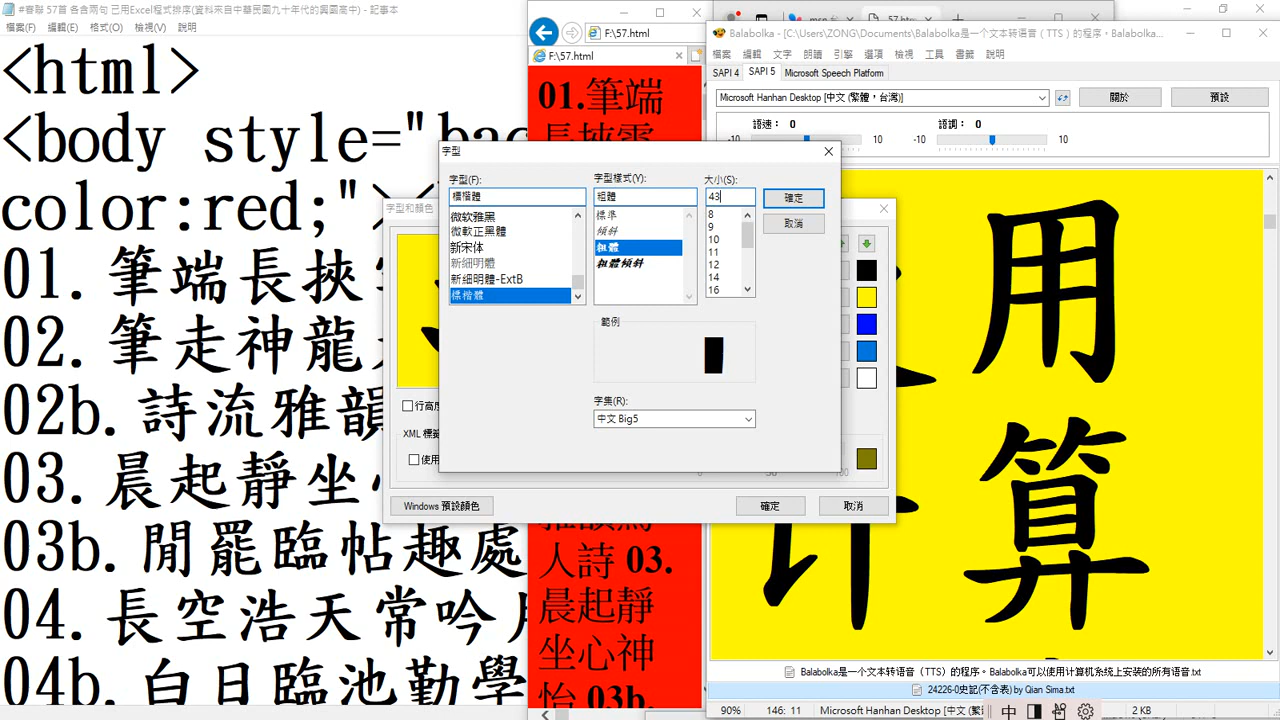 #春聯 57首 各含兩句 已用Excel程式排序(資料來自中華民國九十年代的興國高中) - 記事本
檔案(F) 編輯(E) 格式(O) 檢視(V) 說明
<html>
<body style="bac
color:red;">
01.筆端長挾
02.筆走神龍
02b.詩流雅韻
03.晨起靜坐心
03b.閒罷臨帖趣處
04.長空浩天常吟月
04b.白日臨池勤學
F:\57.html
F:\57.html
01.筆端
長挾雲
人詩 03.
晨起靜
坐心神
怡 03b.
msn
57.htm
Balabolka - [C:\Users\ZONG\Documents\Balabolka是一个文本转语音（TTS）的程序。Balabolka...
檔案 編輯 文字 朗讀 引擎 選項 檢視 工具 書籤 說明
SAPI 4 SAPI 5 Microsoft Speech Platform
Microsoft Hanhan Desktop [中文 (繁體，台灣)]
關於 預設
語速： 0 語調： 0
-10 10 -10 10
用
算
计
字型和顏色
行高度
XML 標籤
使用
0 50 100
Windows 預設顏色 確定 取消
字型
字型(F): 字型樣式(Y): 大小(S):
標楷體 粗體 43
微软雅黑
微軟正黑體
新宋体
新細明體
新細明體-ExtB
標楷體
標準
傾斜
粗體
粗體傾斜
8
9
10
11
12
14
16
確定
取消
範例
字集(R):
中文 Big5
Balabolka是一个文本转语音（TTS）的程序。Balabolka可以使用计算机系统上安装的所有语音.txt
24226-0史記(不含表) by Qian Sima.txt
90% 146: 11 Microsoft Hanhan Desktop [中文 (繁 中 2 KB